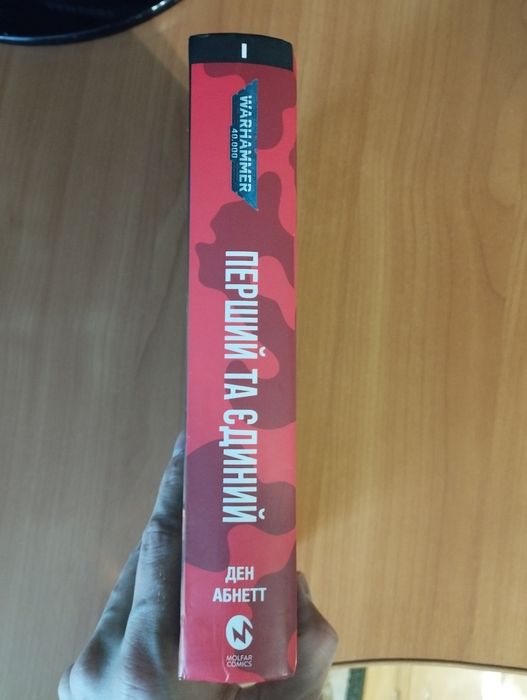 I
WARHAMMER
40,000
ПЕРШИЙ ТА ЄДИНИЙ
ДЕН
АБНЕТТ
MOLFAR
COMICS